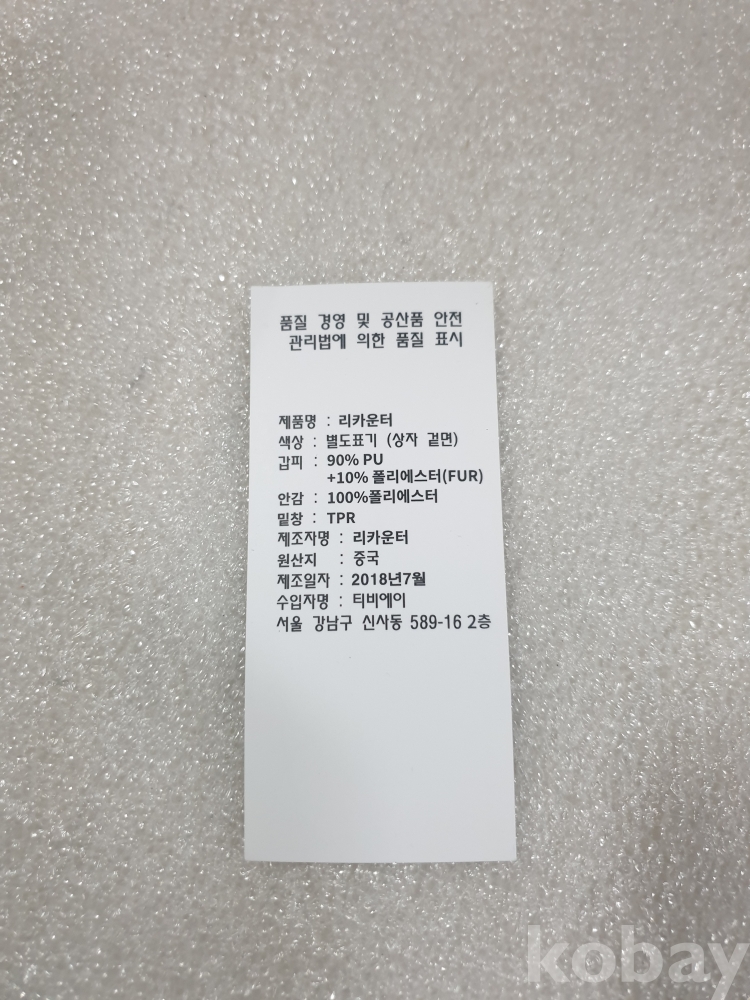 품질 경영 및 공산품 안전
관리법에 의한 품질 표시
제품명 : 리카운터
색상 : 별도표기 (상자 겉면)
갑피 : 90% PU
+10% 폴리에스터(FUR)
안감 : 100%폴리에스터
밑창 : TPR
제조자명 : 리카운터
원산지 : 중국
제조일자 : 2018년7월
수입자명 : 티비에이
서울 강남구 신사동 589-16 2층
kobay